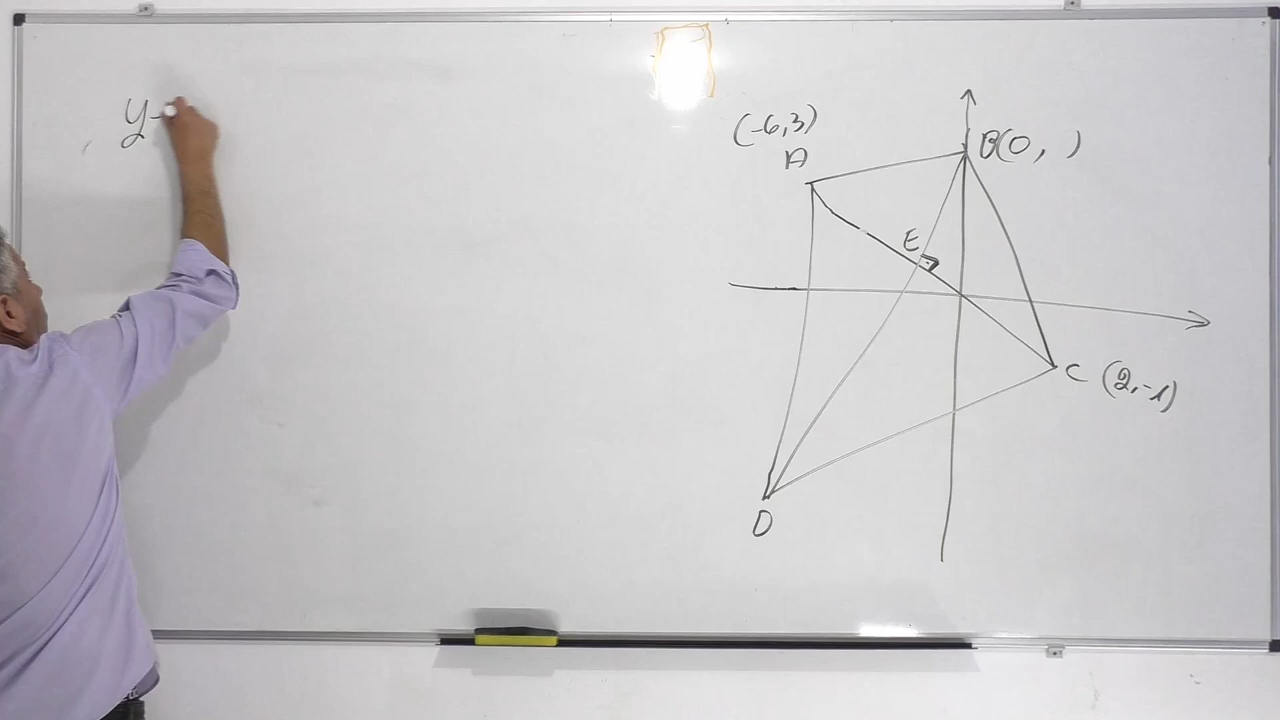 y-
(-6,3)
A
B(0, )
E
C (2,-1)
D